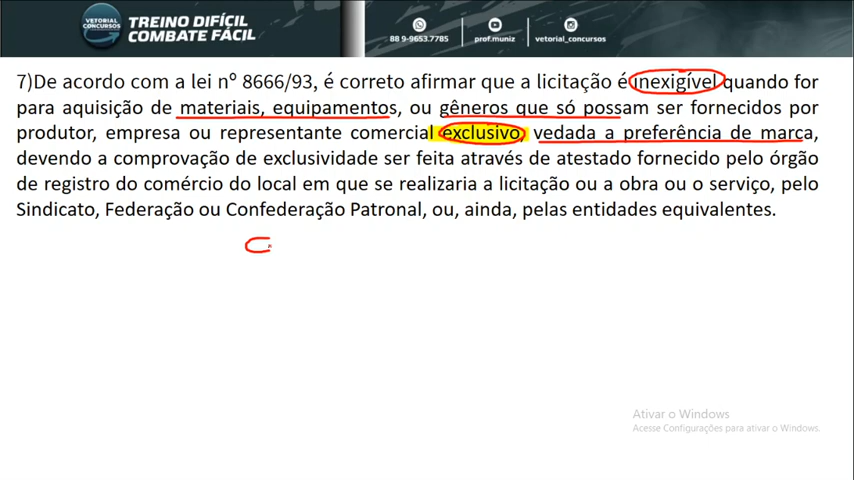 VETORIAL
CONCURSOS
TREINO DIFÍCIL
COMBATE FÁCIL
88 9-9653.7785
prof.muniz
vetorial_concursos
7)De acordo com a lei nº 8666/93, é correto afirmar que a licitação é inexigível quando for
para aquisição de materiais, equipamentos, ou gêneros que só possam ser fornecidos por
produtor, empresa ou representante comercial exclusivo, vedada a preferência de marca,
devendo a comprovação de exclusividade ser feita através de atestado fornecido pelo órgão
de registro do comércio do local em que se realizaria a licitação ou a obra ou o serviço, pelo
Sindicato, Federação ou Confederação Patronal, ou, ainda, pelas entidades equivalentes.
Ativar o Windows
Acesse Configurações para ativar o Windows.